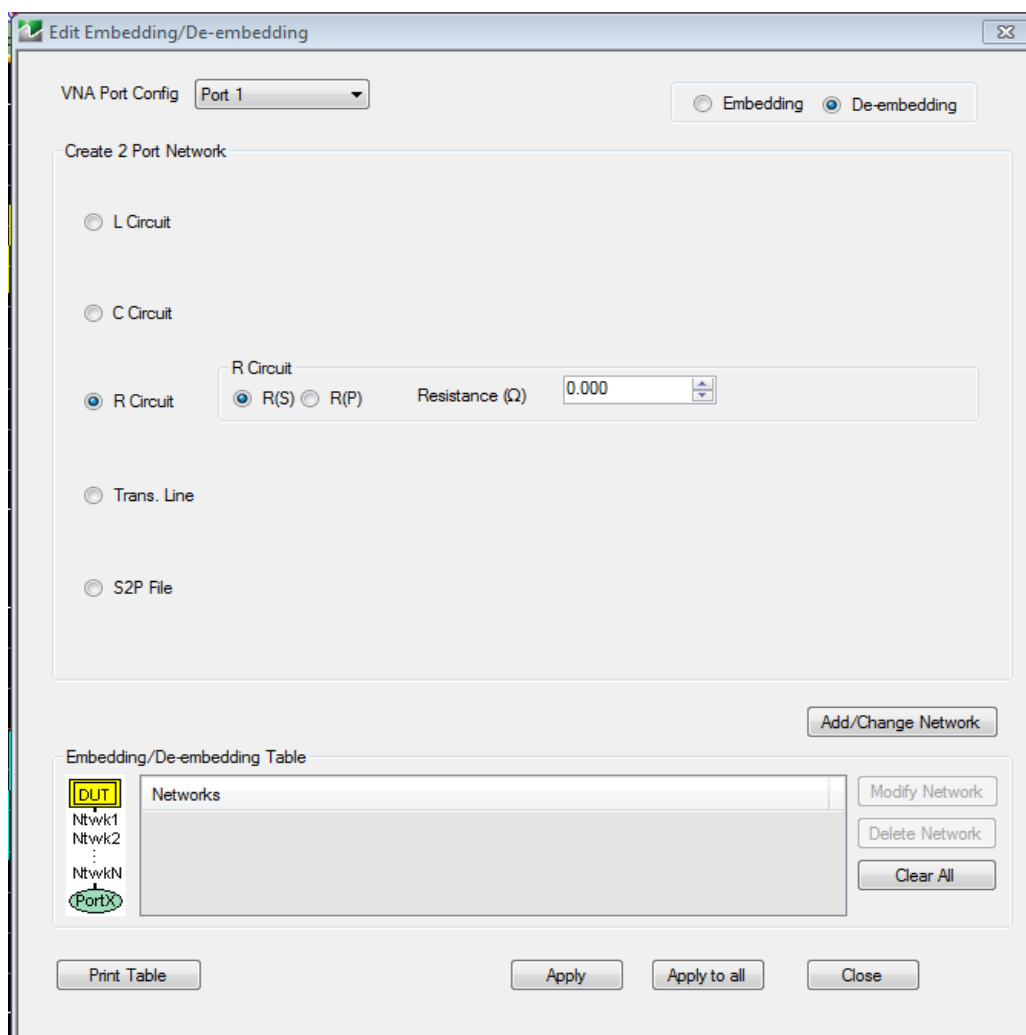 Edit Embedding/De-embedding
VNA Port Config Port 1 Embedding De-embedding
Create 2 Port Network
L Circuit
C Circuit
R Circuit
R Circuit R(S) R(P) Resistance (Ω) 0.000
Trans. Line
S2P File
Add/Change Network
Embedding/De-embedding Table
DUT
Ntwk1
Ntwk2
⋮
NtwkN
PortX
Networks
Modify Network
Delete Network
Clear All
Print Table Apply Apply to all Close